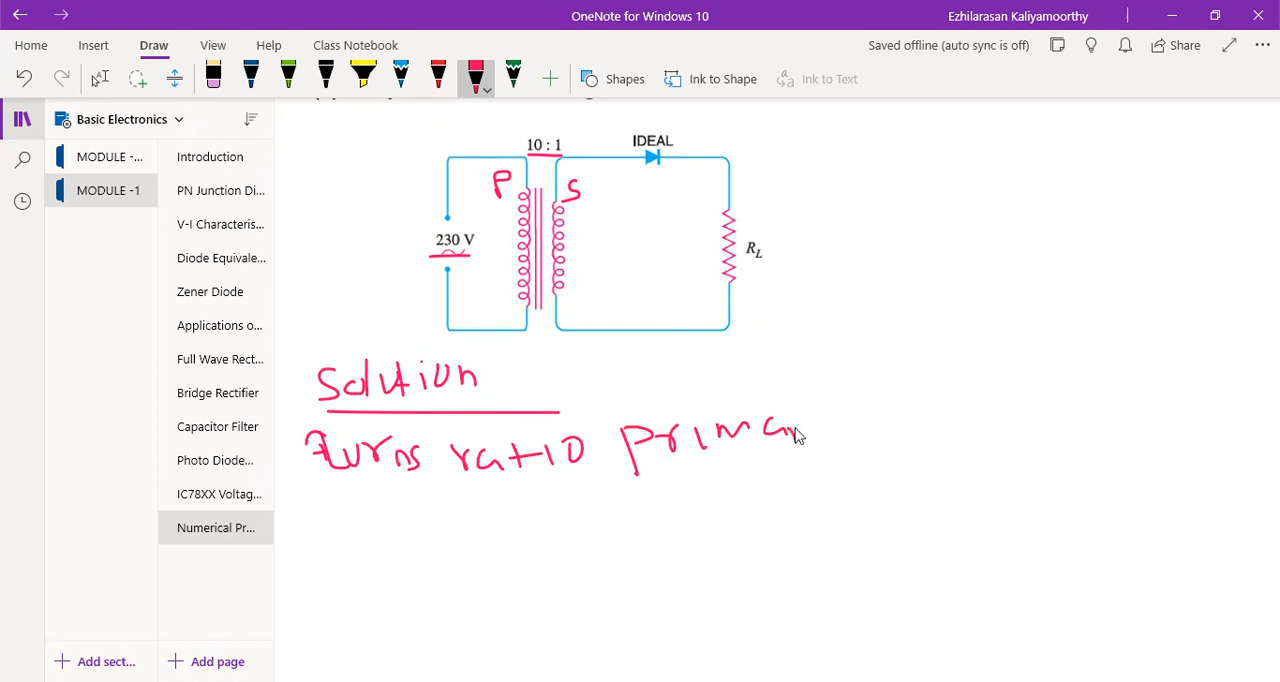 OneNote for Windows 10
Ezhilarasan Kaliyamoorthy
Home Insert Draw View Help Class Notebook
Saved offline (auto sync is off) Share
Shapes Ink to Shape Ink to Text
Basic Electronics
MODULE -...
MODULE -1
Introduction
PN Junction Di...
V-I Characteris...
Diode Equivale...
Zener Diode
Applications o...
Full Wave Rect...
Bridge Rectifier
Capacitor Filter
Photo Diode...
IC78XX Voltag...
Numerical Pr...
Add sect... Add page
10 : 1
IDEAL
P S
230 V
RL
Solution
Turns ratio Primar